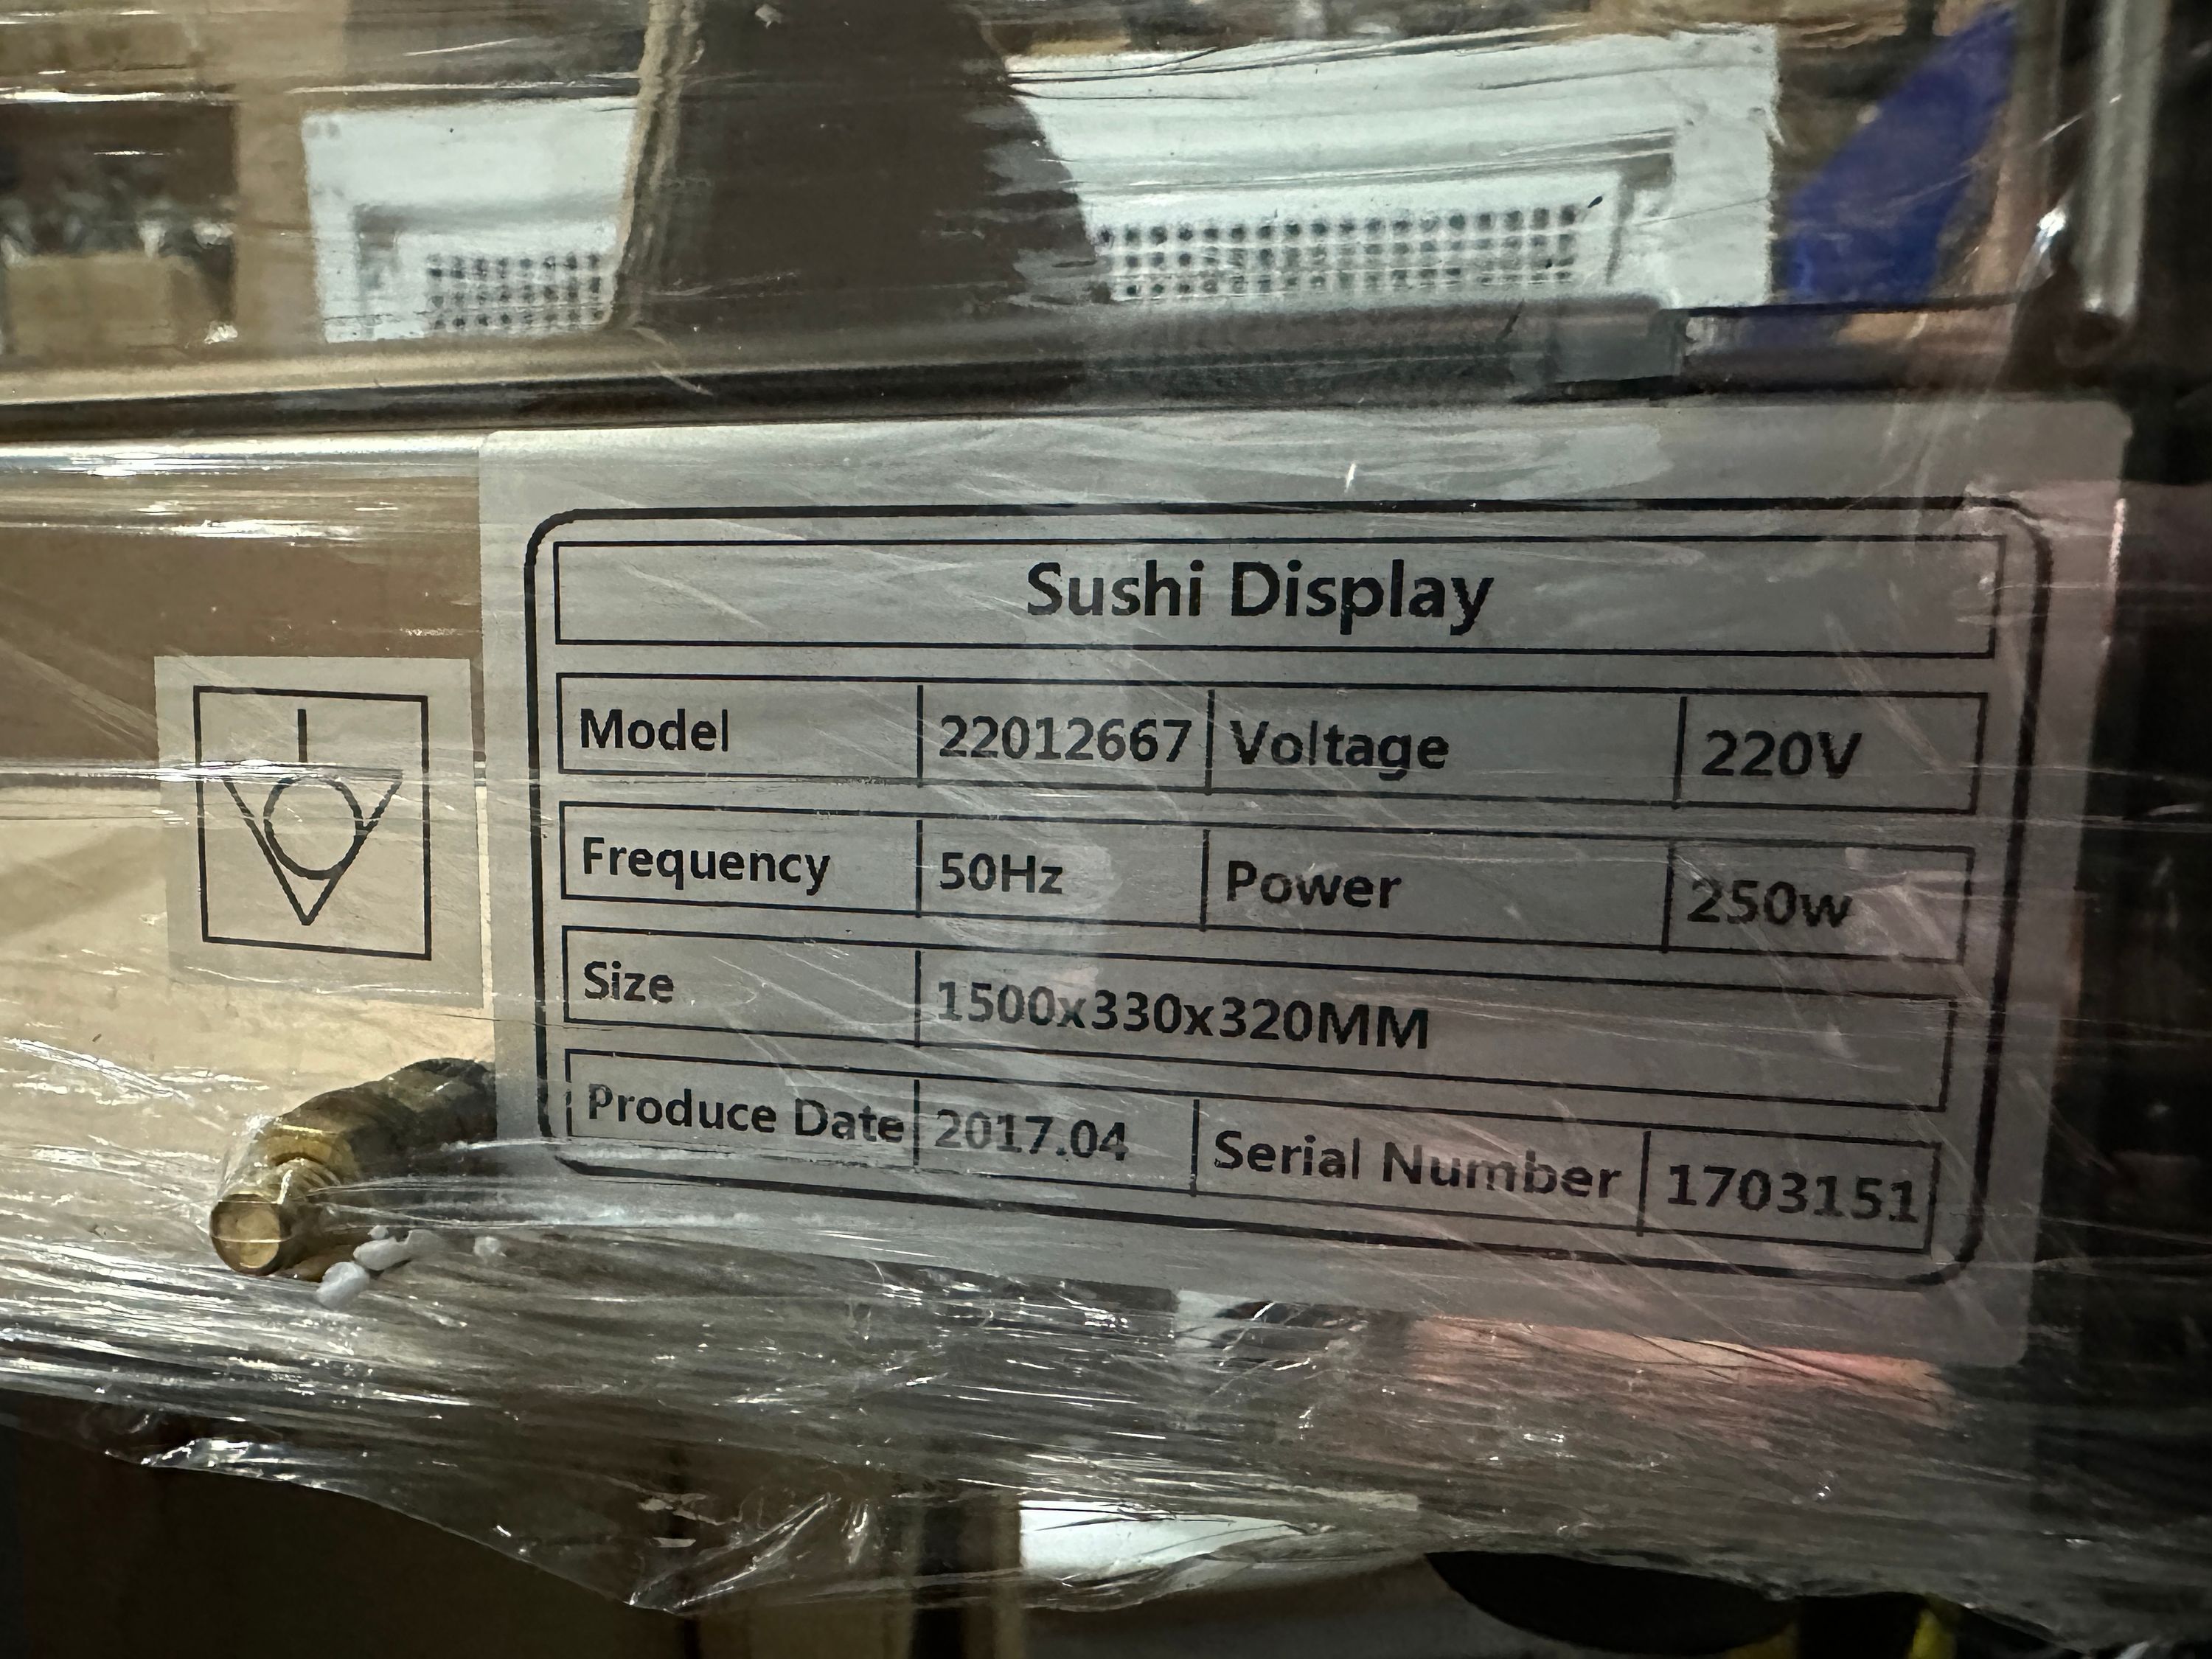 Sushi Display
Model 22012667 Voltage 220V
Frequency 50Hz Power 250w
Size 1500x330x320MM
Produce Date 2017.04 Serial Number 1703151